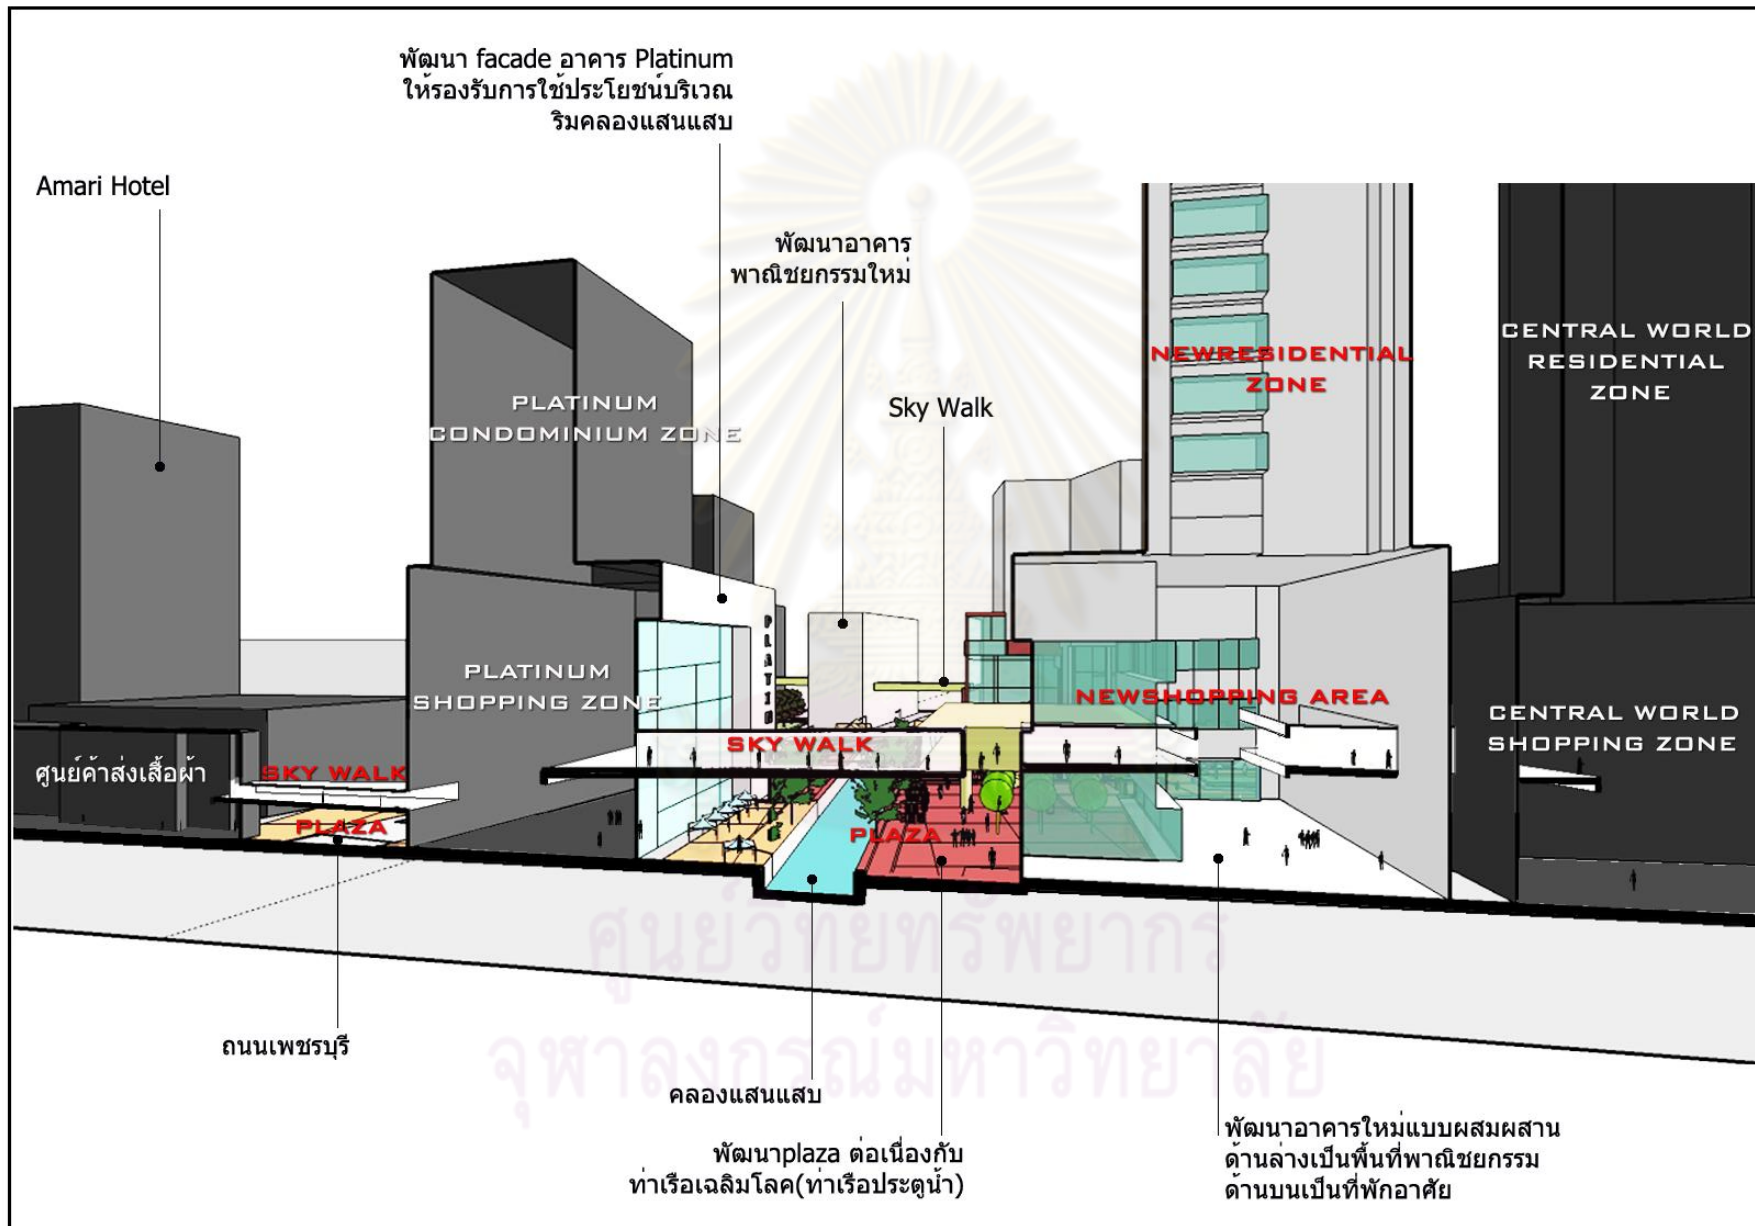 พัฒนา facade อาคาร Platinum
ให้รองรับการใช้ประโยชน์บริเวณ
ริมคลองแสนแสบ
Amari Hotel
พัฒนาอาคาร
พาณิชยกรรมใหม่
Sky Walk
PLATINUM
CONDOMINIUM ZONE
NEWRESIDENTIAL
ZONE
CENTRAL WORLD
RESIDENTIAL
ZONE
PLATINUM
SHOPPING ZONE
PLATINU
NEWSHOPPING AREA
CENTRAL WORLD
SHOPPING ZONE
SKY WALK
ศูนย์ค้าส่งเสื้อผ้า
SKY WALK
PLAZA
PLAZA
ศูนย์วิทยทรัพยากร
จุฬาลงกรณ์มหาวิทยาลัย
ถนนเพชรบุรี
คลองแสนแสบ
พัฒนาplaza ต่อเนื่องกับ
ท่าเรือเฉลิมโลค(ท่าเรือประตูน้ำ)
พัฒนาอาคารใหม่แบบผสมผสาน
ด้านล่างเป็นพื้นที่พาณิชยกรรม
ด้านบนเป็นที่พักอาศัย